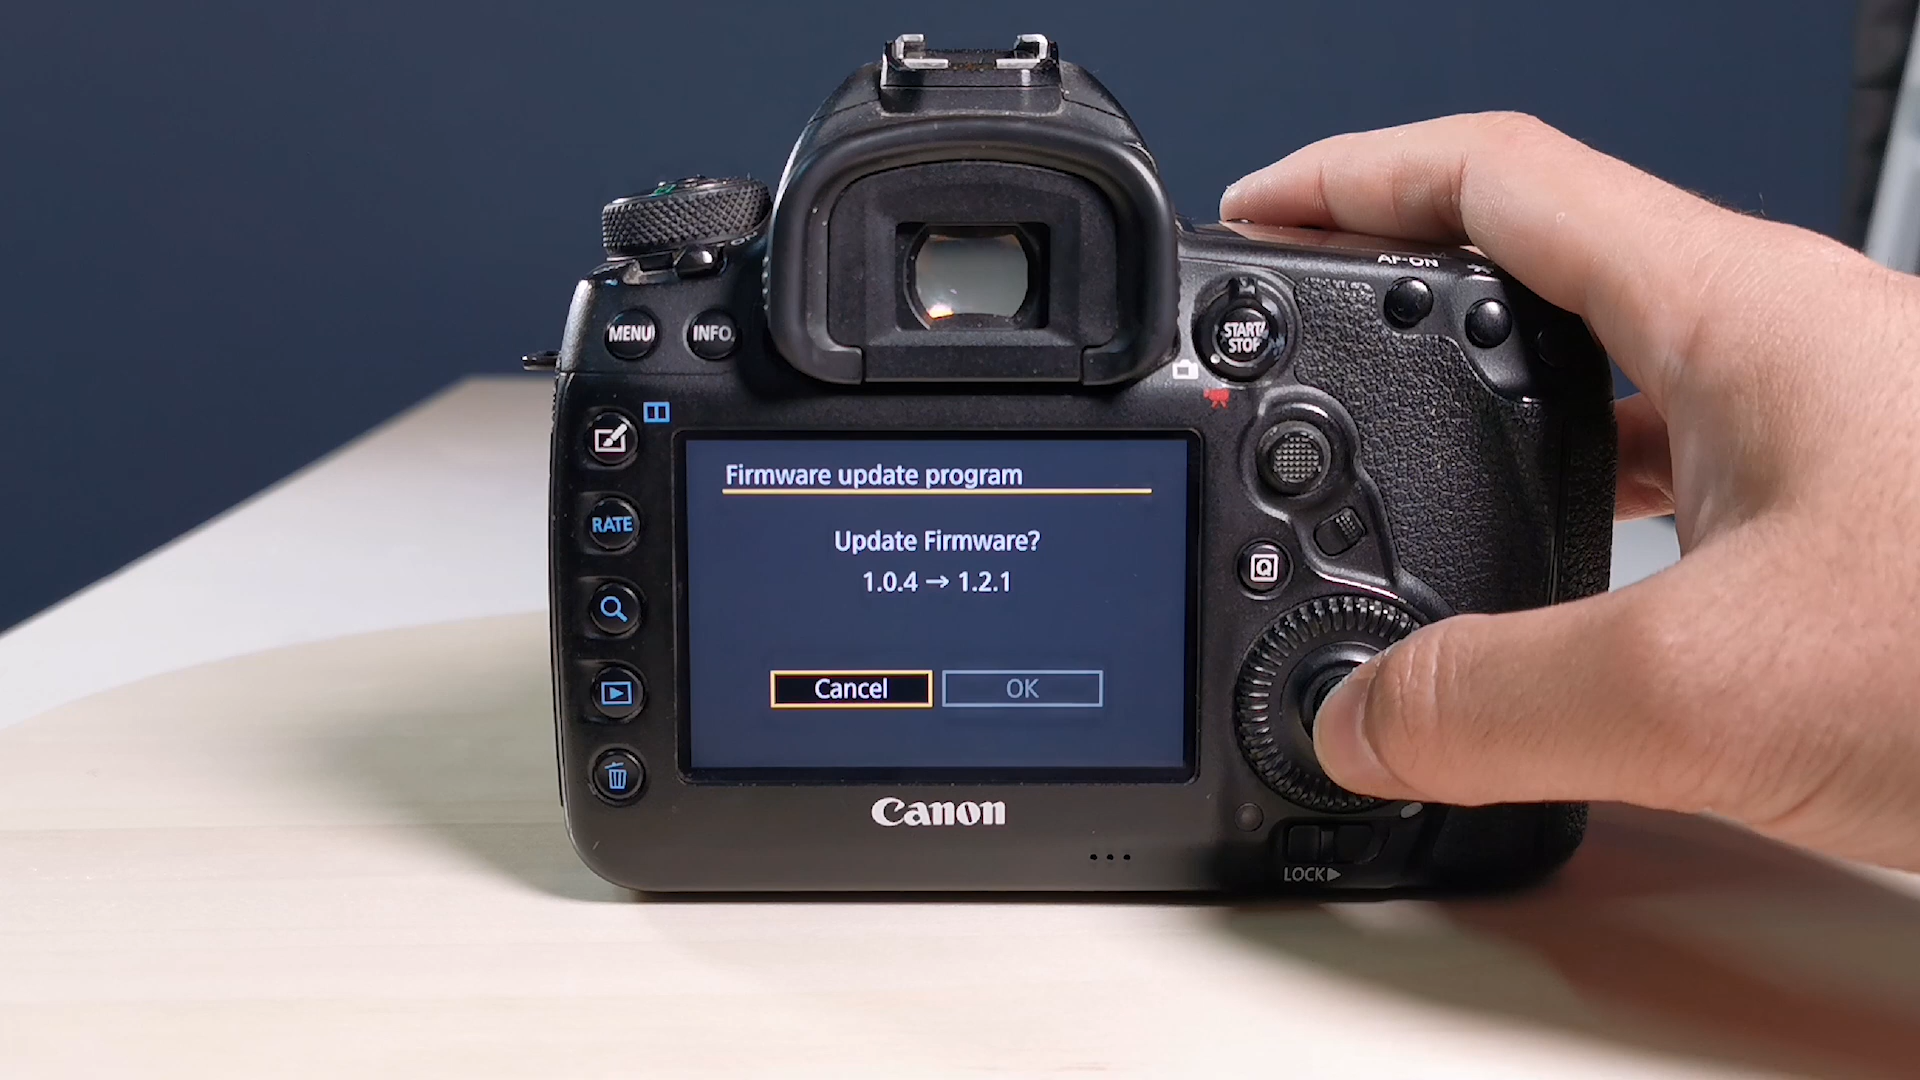 AF-ON
ON
MENU
INFO.
START/
STOP
RATE
Firmware update program
Update Firmware?
1.0.4 → 1.2.1
Q
Cancel
OK
Canon
LOCK▶